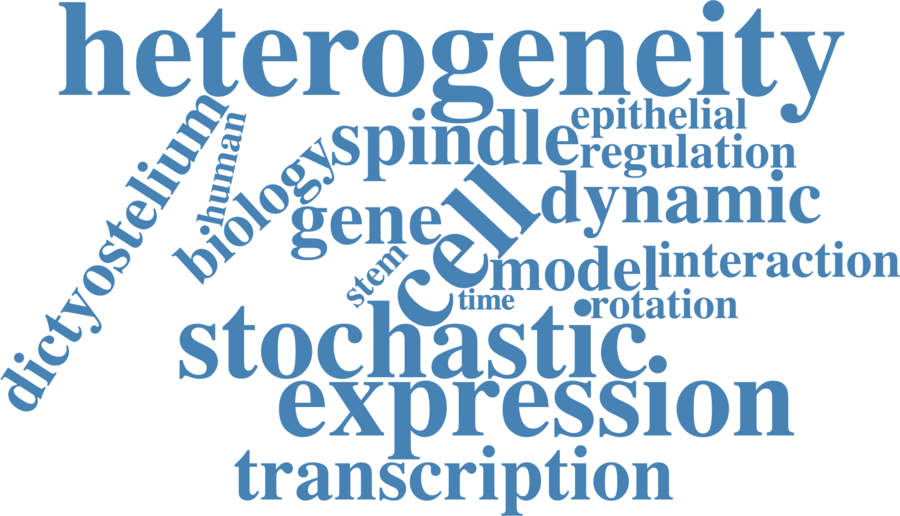 heterogeneity
epithelial
spindle
human
regulation
dictyostelium
biology
dynamic
gene
cell
stem
model
interaction
time
rotation
stochastic
expression
transcription